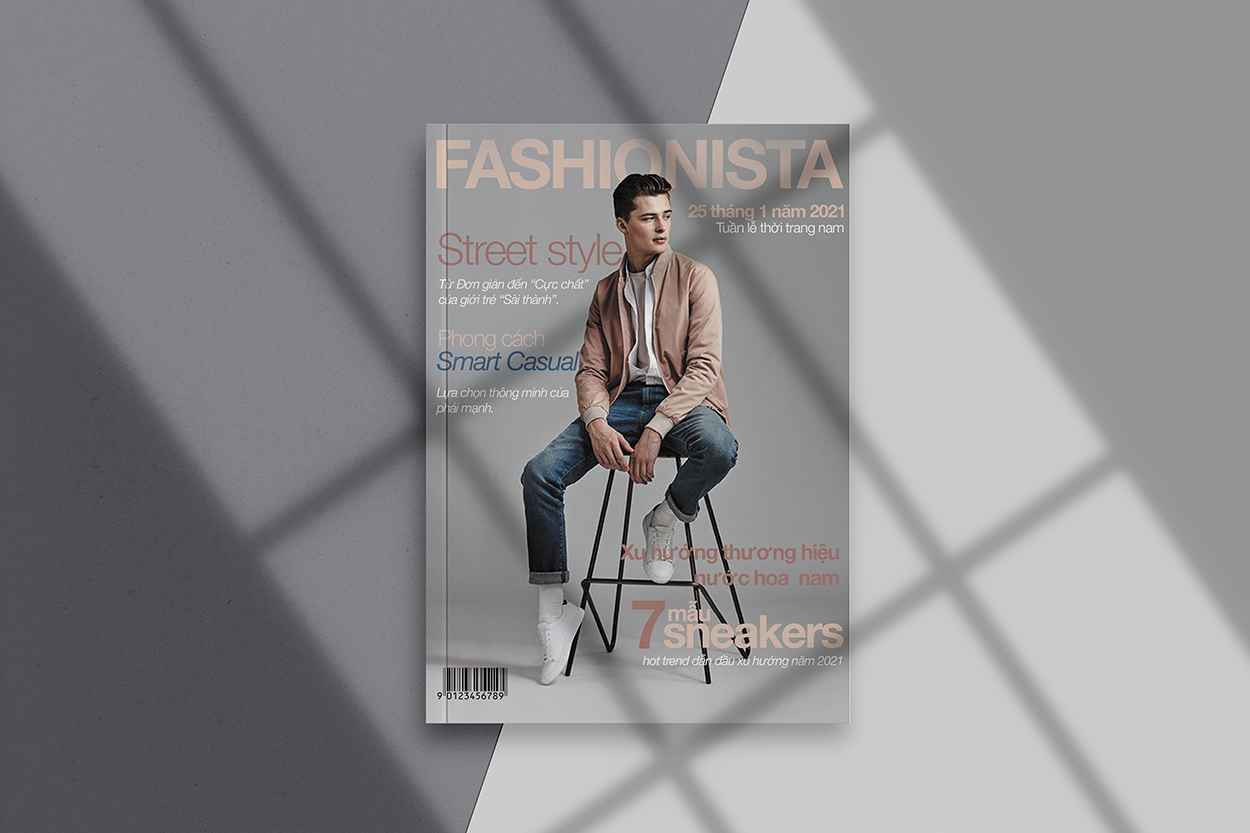 FASHIONISTA
25 tháng 1 năm 2021
Tuần lễ thời trang nam
Street style
Từ Đơn giản đến “Cực chất”
của giới trẻ “Sài thành”.
Phong cách
Smart Casual
Lựa chọn thông minh của
phái mạnh.
Xu hướng thương hiệu
nước hoa nam
7 mẫu
sneakers
hot trend dẫn đầu xu hướng năm 2021
9 0123456789